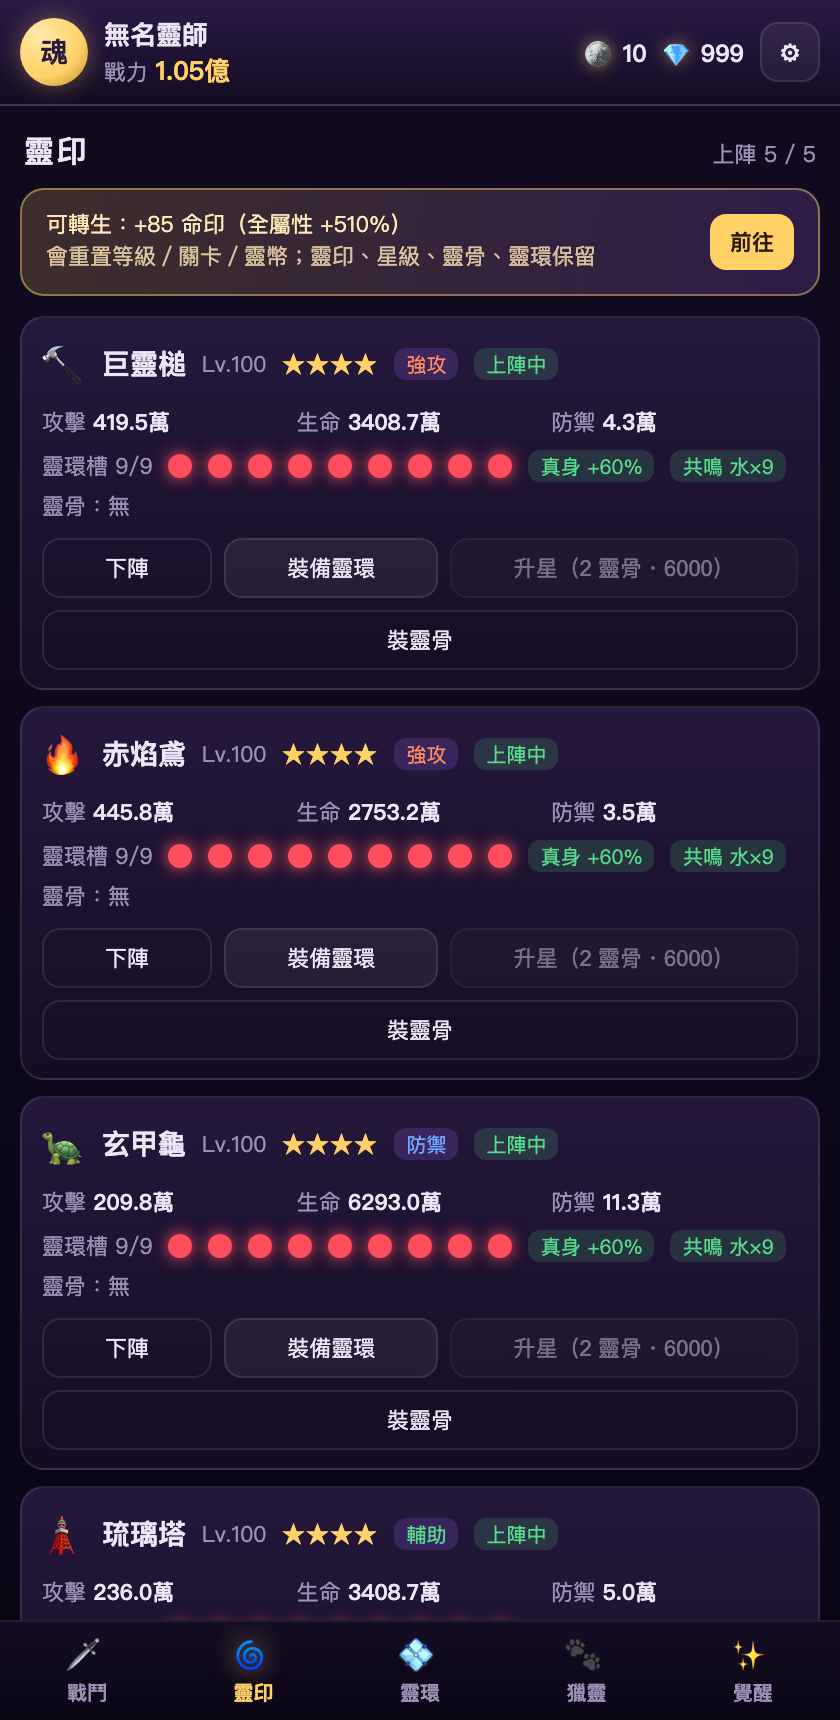 魂
無名靈師
戰力 1.05億
10 999
靈印
上陣 5 / 5
可轉生：+85 命印（全屬性 +510%）
會重置等級 / 關卡 / 靈幣；靈印、星級、靈骨、靈環保留
前往
巨靈槌 Lv.100 ★★★★ 強攻 上陣中
攻擊 419.5萬 生命 3408.7萬 防禦 4.3萬
靈環槽 9/9 真身 +60% 共鳴 水×9
靈骨：無
下陣 裝備靈環 升星（2 靈骨 · 6000）
裝靈骨
赤焰鳶 Lv.100 ★★★★ 強攻 上陣中
攻擊 445.8萬 生命 2753.2萬 防禦 3.5萬
靈環槽 9/9 真身 +60% 共鳴 水×9
靈骨：無
下陣 裝備靈環 升星（2 靈骨 · 6000）
裝靈骨
玄甲龜 Lv.100 ★★★★ 防禦 上陣中
攻擊 209.8萬 生命 6293.0萬 防禦 11.3萬
靈環槽 9/9 真身 +60% 共鳴 水×9
靈骨：無
下陣 裝備靈環 升星（2 靈骨 · 6000）
裝靈骨
琉璃塔 Lv.100 ★★★★ 輔助 上陣中
攻擊 236.0萬 生命 3408.7萬 防禦 5.0萬
戰鬥 靈印 靈環 獵靈 覺醒